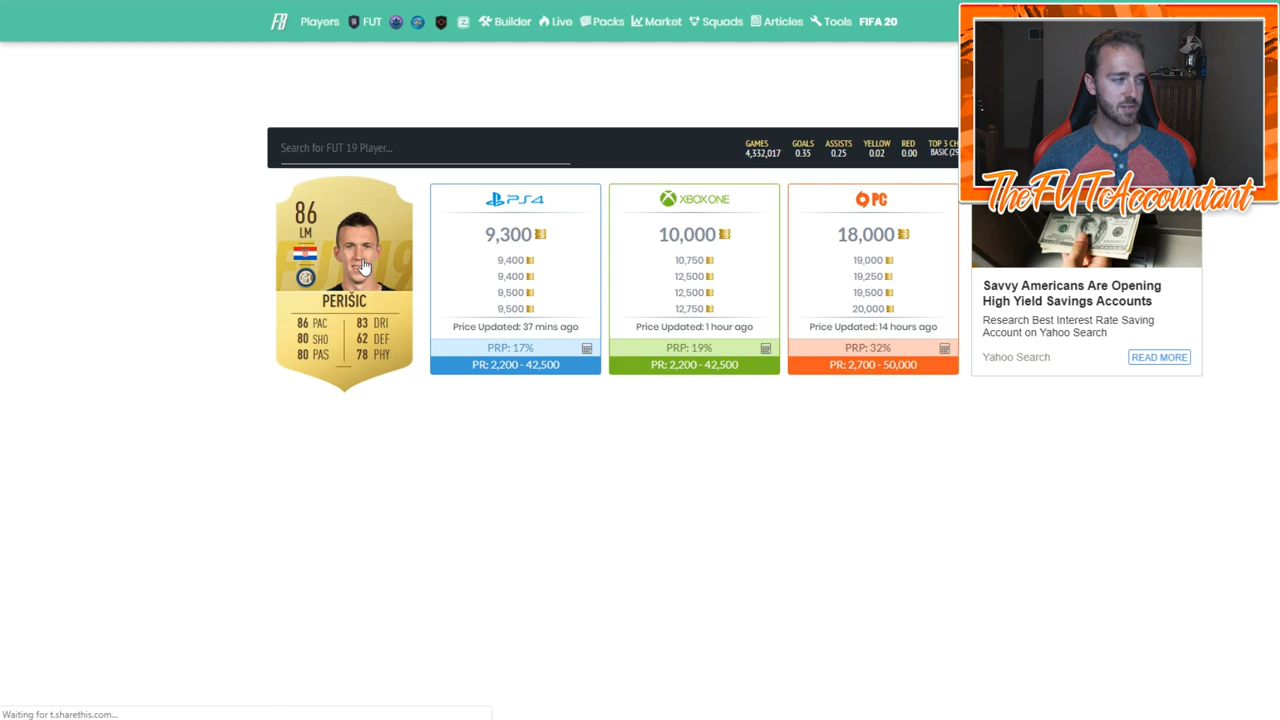 F8 Players FUT FZ Builder Live Packs Market Squads Articles Tools FIFA 20
TheFUTAccountant
Search for FUT 19 Player...
GAMES GOALS ASSISTS YELLOW RED TOP 3 CH
4,332,017 0.35 0.25 0.02 0.00 BASIC (29
86
LM
PERIŠIC
86 PAC 83 DRI
80 SHO 62 DEF
80 PAS 78 PHY
PS4
9,300
9,400
9,400
9,500
9,500
Price Updated: 37 mins ago
PRP: 17%
PR: 2,200 - 42,500
XBOX ONE
10,000
10,750
12,500
12,500
12,750
Price Updated: 1 hour ago
PRP: 19%
PR: 2,200 - 42,500
PC
18,000
19,000
19,250
19,500
20,000
Price Updated: 14 hours ago
PRP: 32%
PR: 2,700 - 50,000
Savvy Americans Are Opening
High Yield Savings Accounts
Research Best Interest Rate Saving
Account on Yahoo Search
Yahoo Search READ MORE
Waiting for t.sharethis.com...